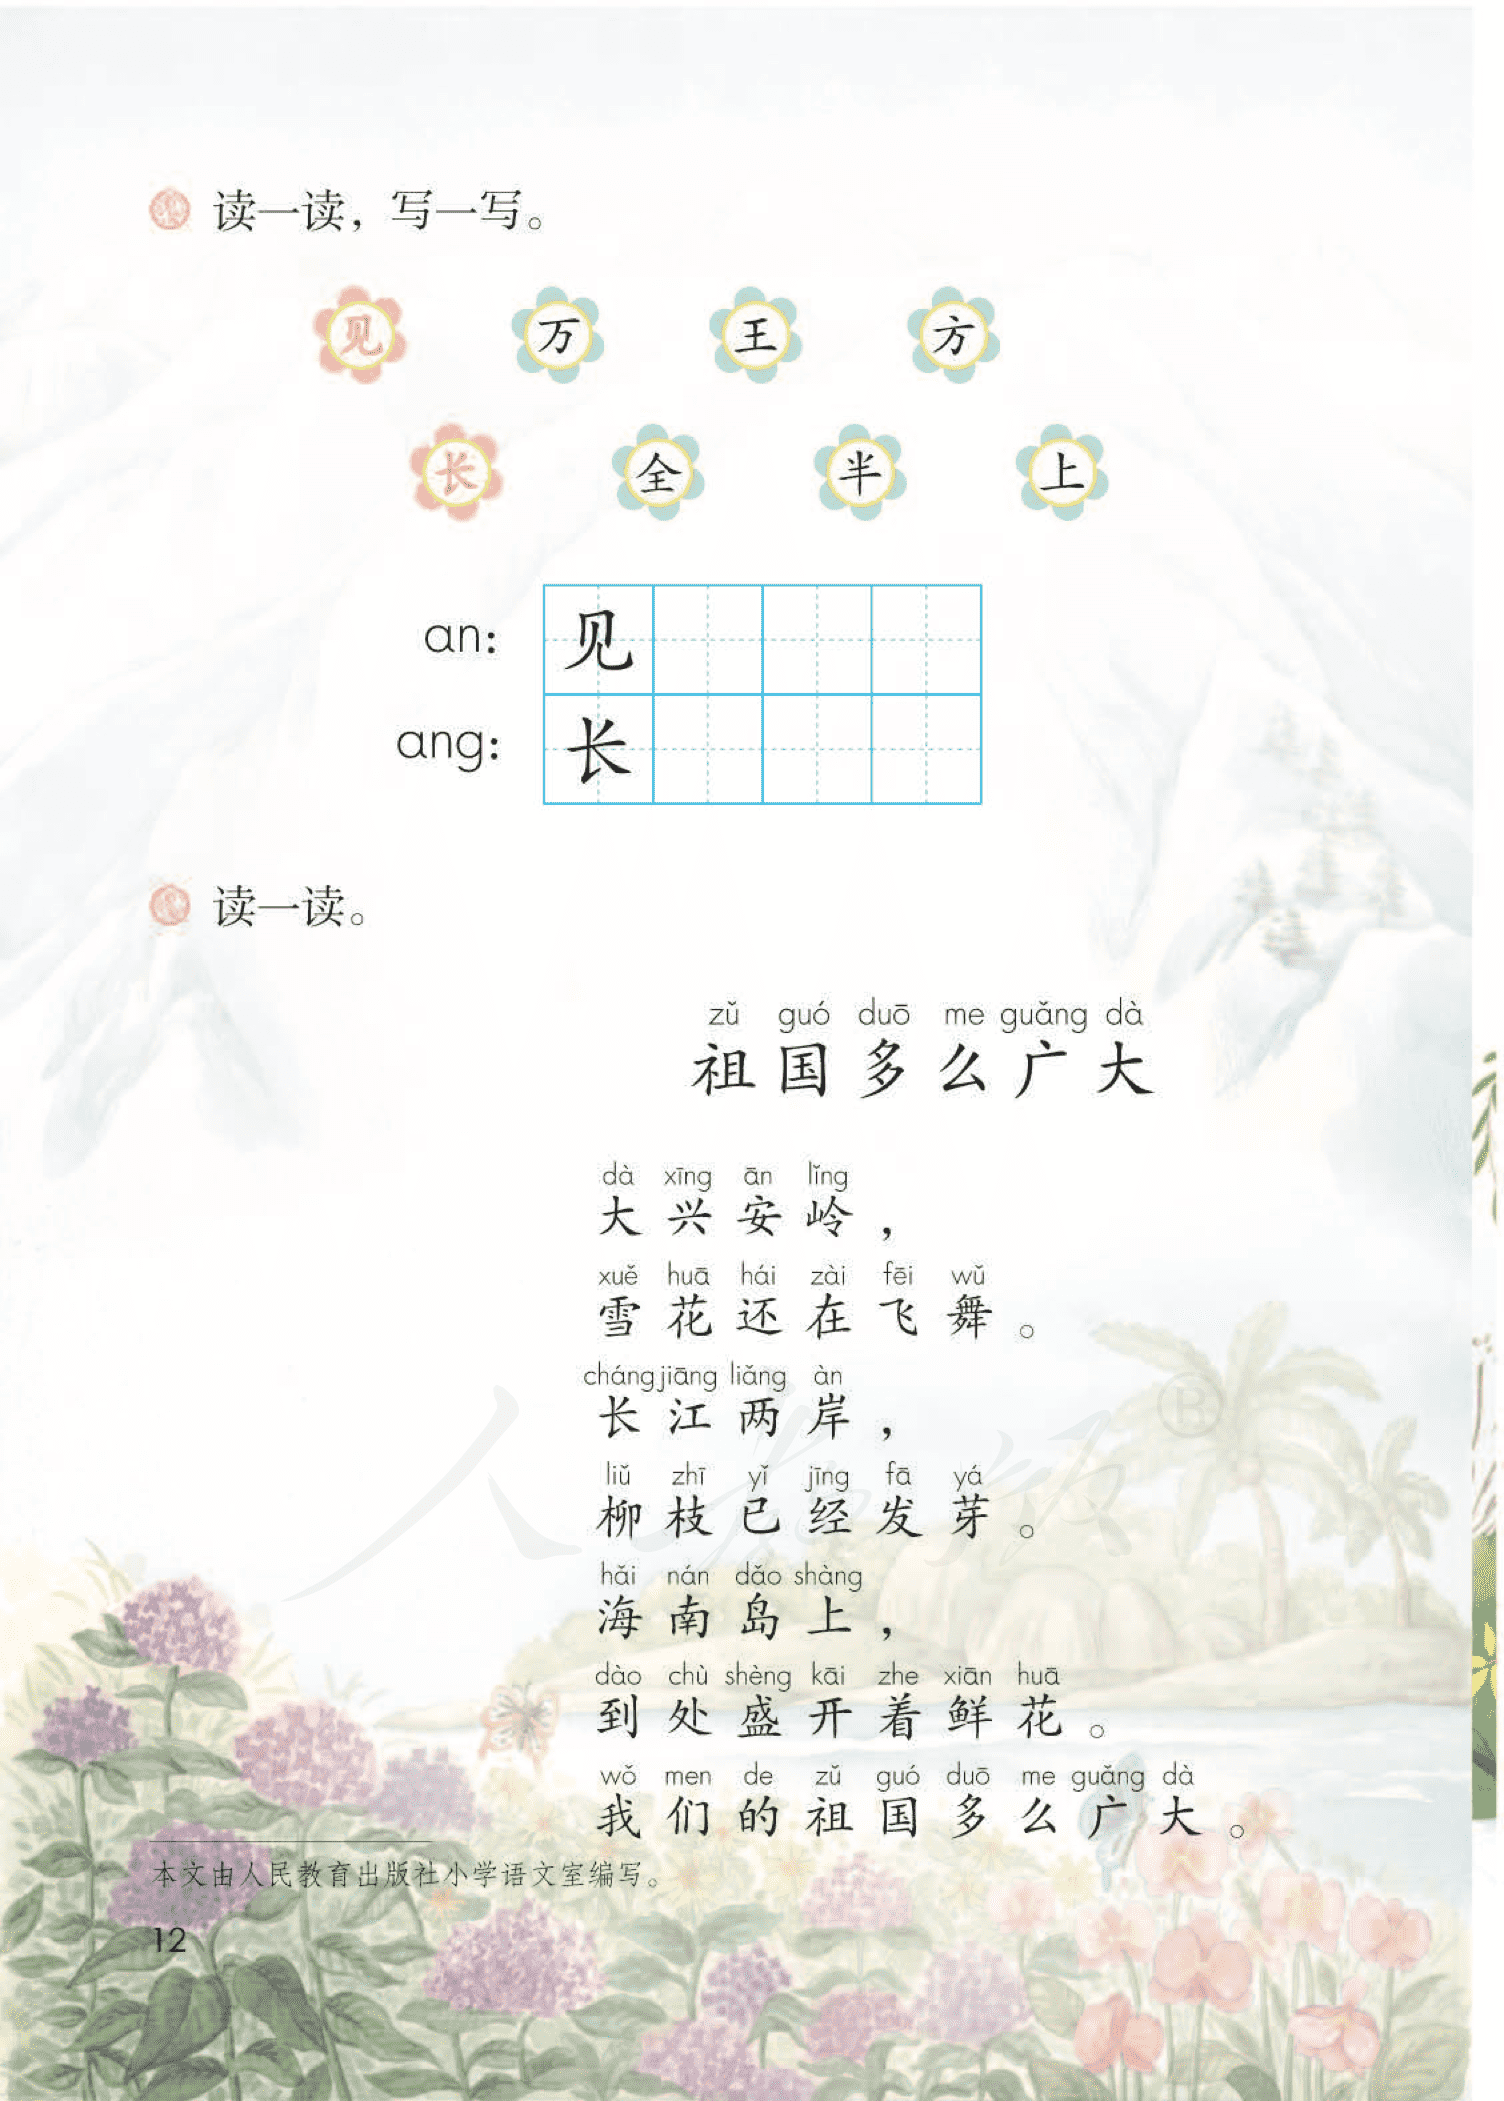 读一读，写一写。
见 万 王 方
长 全 半 上
an: 见
ang: 长
读一读。
zǔ guó duō me guǎng dà
祖国多么广大
dà xīng ān lǐng
大兴安岭，
xuě huā hái zài fēi wǔ
雪花还在飞舞。
cháng jiāng liǎng àn
长江两岸，
liǔ zhī yǐ jīng fā yá
柳枝已经发芽。
hǎi nán dǎo shàng
海南岛上，
dào chù shèng kāi zhe xiān huā
到处盛开着鲜花。
wǒ men de zǔ guó duō me guǎng dà
我们的祖国多么广大。
人教版®
本文由人民教育出版社小学语文室编写。
12